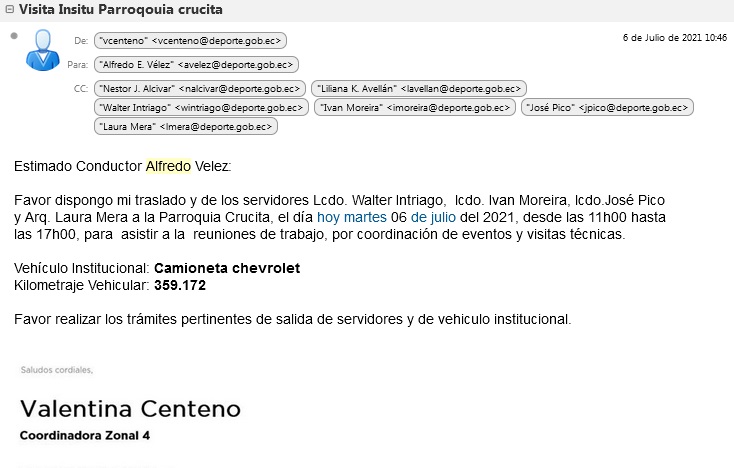 Visita Insitu Parroqouia crucita
De: "vcenteno" <vcenteno@deporte.gob.ec>
6 de Julio de 2021 10:46
Para: "Alfredo E. Vélez" <avelez@deporte.gob.ec>
CC: "Nestor J. Alcivar" <nalcivar@deporte.gob.ec> "Liliana K. Avellán" <lavellan@deporte.gob.ec>
"Walter Intriago" <wintriago@deporte.gob.ec> "Ivan Moreira" <imoreira@deporte.gob.ec> "José Pico" <jpico@deporte.gob.ec>
"Laura Mera" <lmera@deporte.gob.ec>
Estimado Conductor Alfredo Velez:
Favor dispongo mi traslado y de los servidores Lcdo. Walter Intriago, lcdo. Ivan Moreira, lcdo.José Pico
y Arq. Laura Mera a la Parroquia Crucita, el día hoy martes 06 de julio del 2021, desde las 11h00 hasta
las 17h00, para asistir a la reuniones de trabajo, por coordinación de eventos y visitas técnicas.
Vehículo Institucional: Camioneta chevrolet
Kilometraje Vehicular: 359.172
Favor realizar los trámites pertinentes de salida de servidores y de vehiculo institucional.
Saludos cordiales,
Valentina Centeno
Coordinadora Zonal 4